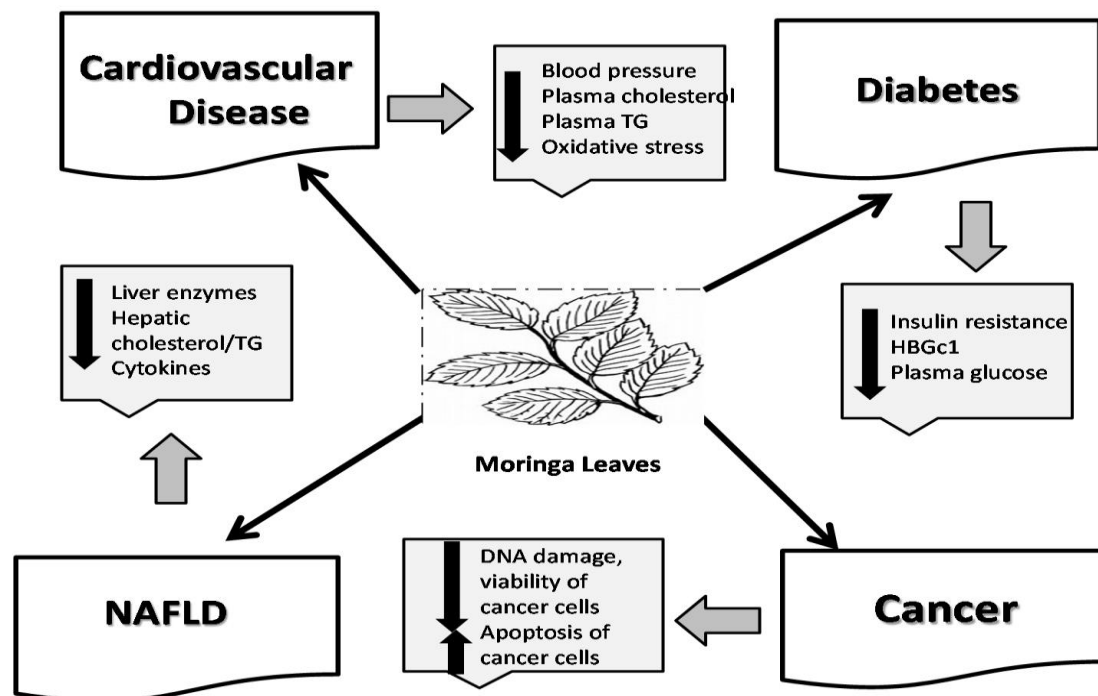 Cardiovascular
Disease
Blood pressure
Plasma cholesterol
Plasma TG
Oxidative stress
Diabetes
Liver enzymes
Hepatic
cholesterol/TG
Cytokines
Insulin resistance
HBGc1
Plasma glucose
Moringa Leaves
NAFLD
DNA damage,
viability of
cancer cells
Apoptosis of
cancer cells
Cancer